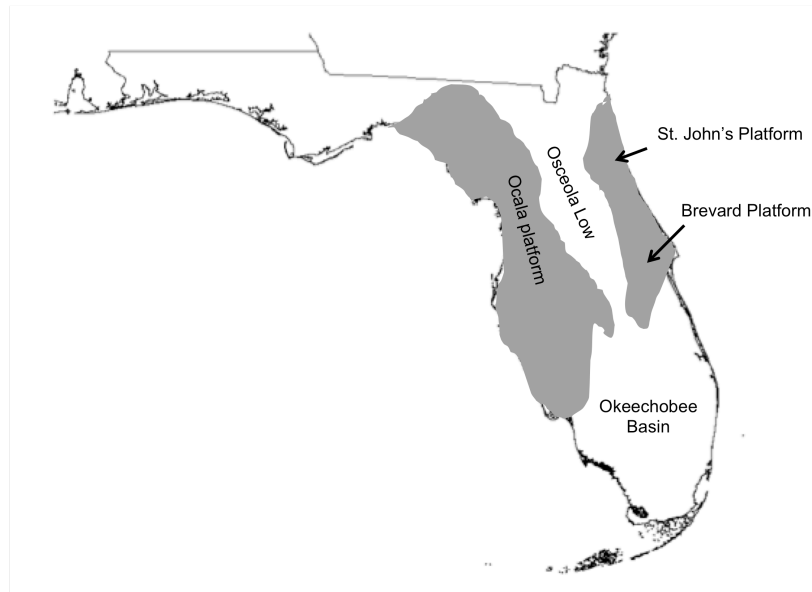 St. John's Platform
Osceola Low
Ocala platform
Brevard Platform
Okeechobee
Basin